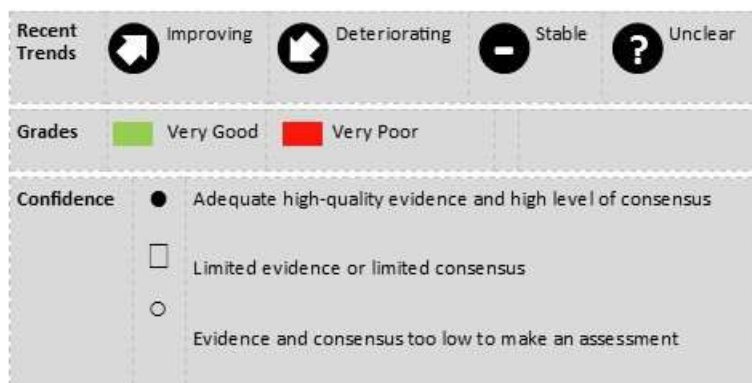 Recent Trends
Improving
Deteriorating
Stable
? Unclear
Grades
Very Good
Very Poor
Confidence
Adequate high-quality evidence and high level of consensus
Limited evidence or limited consensus
Evidence and consensus too low to make an assessment